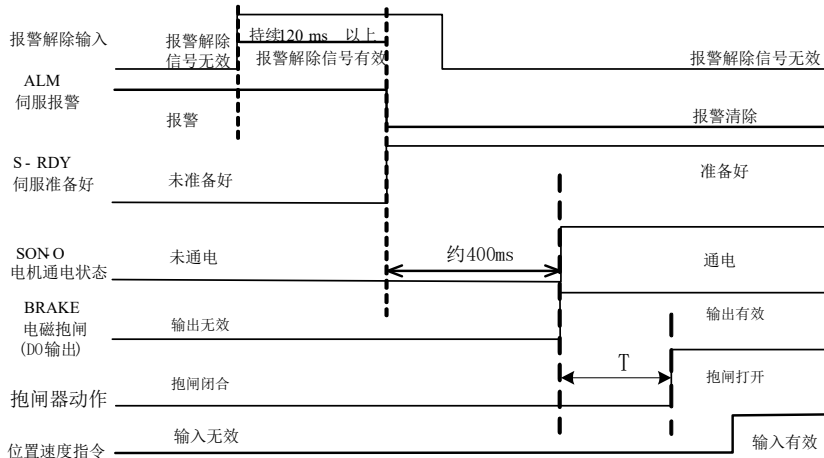 报警解除输入
报警解除
信号无效
持续120 ms 以上
报警解除信号有效
报警解除信号无效
ALM
伺服报警
报警
报警清除
S- RDY
伺服准备好
未准备好
准备好
SON-O
电机通电状态
未通电
约400ms
通电
BRAKE
电磁抱闸
(DO输出)
输出无效
输出有效
T
抱闸器动作
抱闸闭合
抱闸打开
位置速度指令
输入无效
输入有效